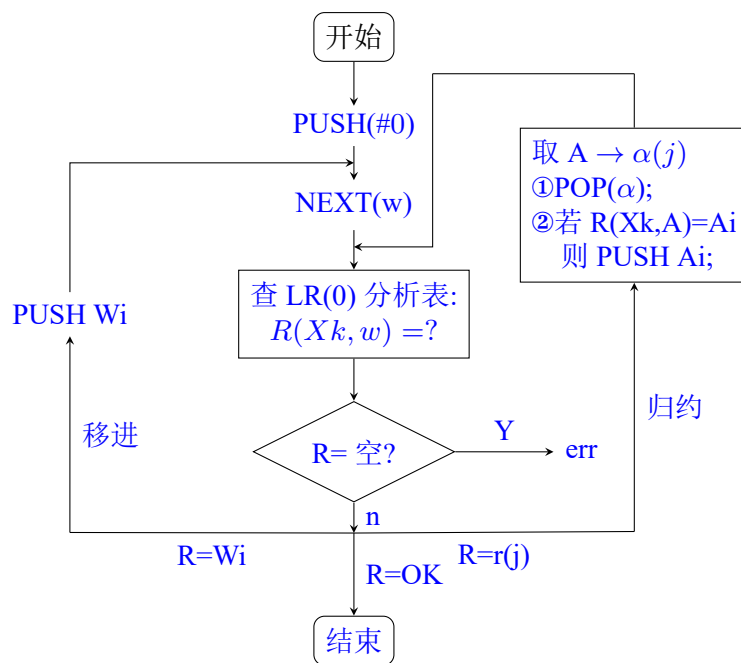 开始
PUSH(#0)
NEXT(w)
取 A → α(j)
①POP(α);
②若 R(Xk,A)=Ai
则 PUSH Ai;
查 LR(0) 分析表:
R(Xk, w) =?
PUSH Wi
移进
归约
R= 空?
Y
err
n
R=Wi
R=OK
R=r(j)
结束